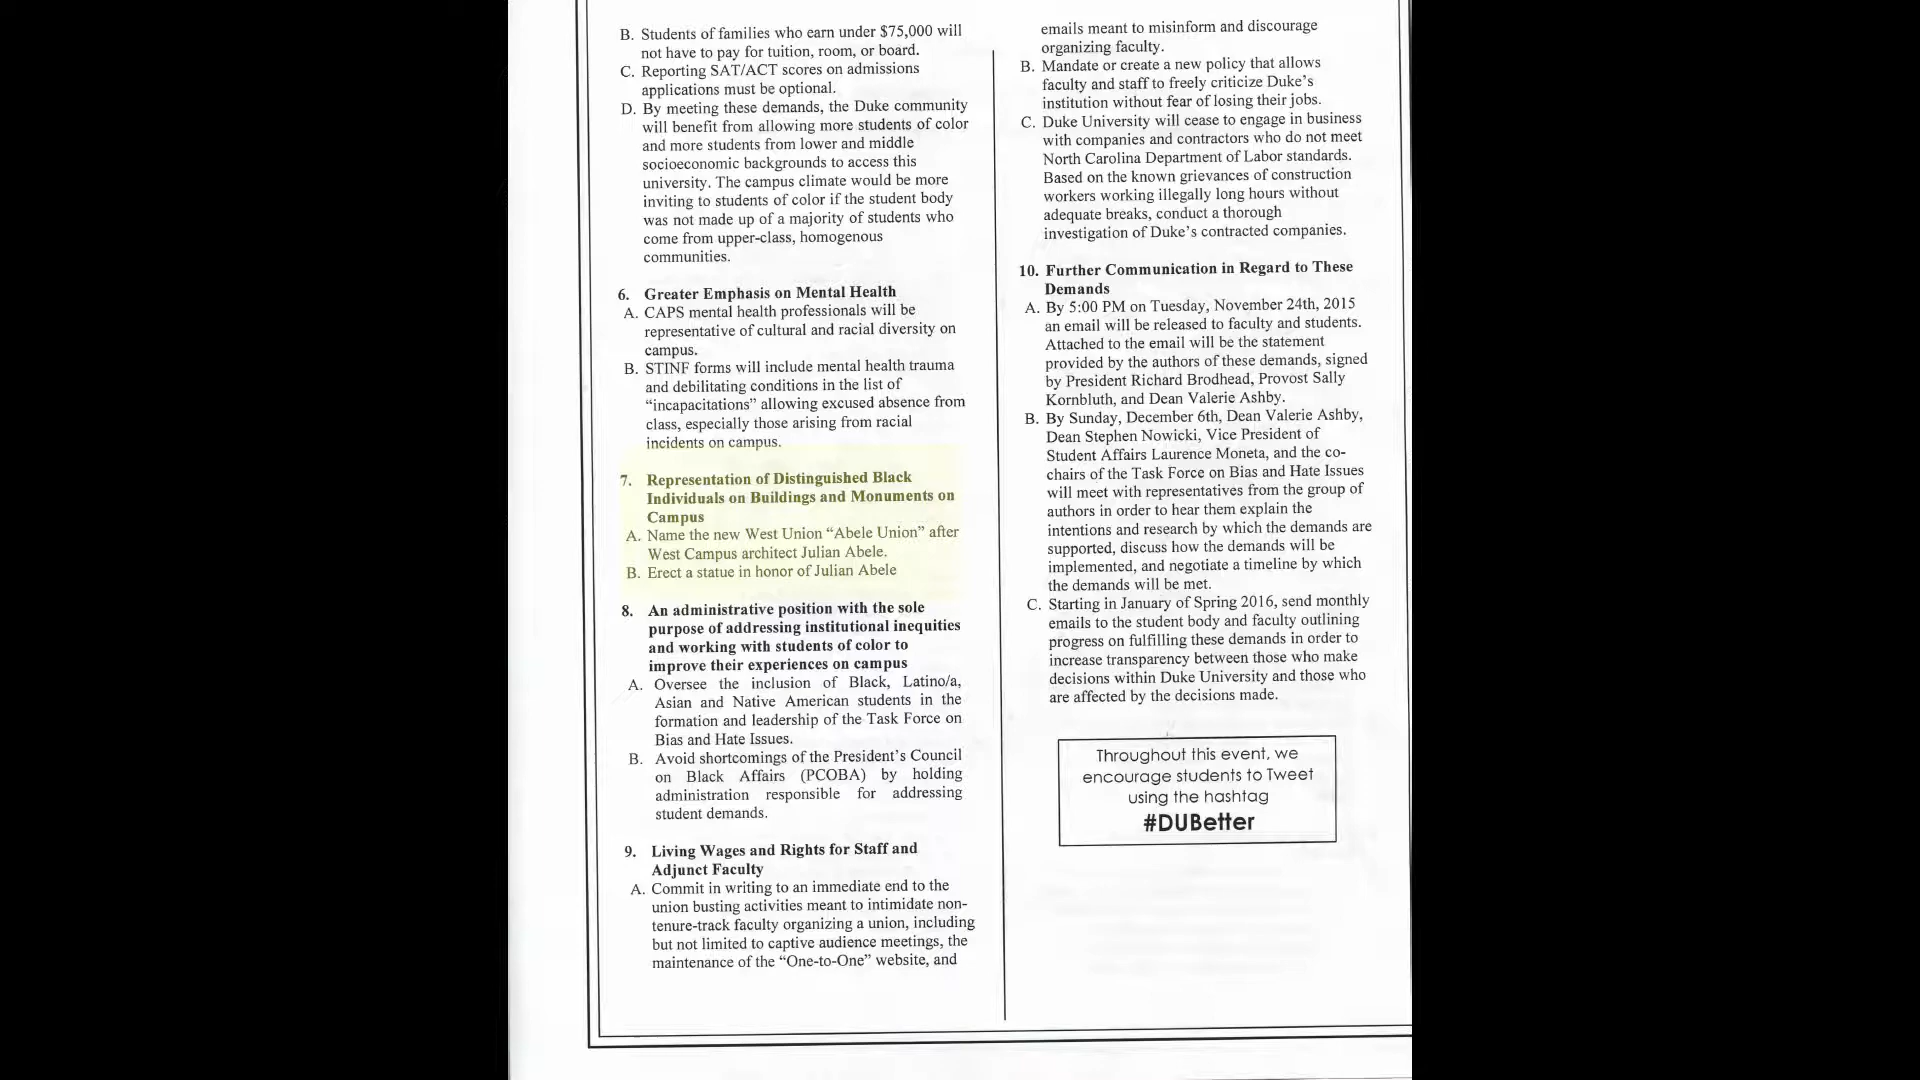 B. Students of families who earn under $75,000 will
not have to pay for tuition, room, or board.
C. Reporting SAT/ACT scores on admissions
applications must be optional.
D. By meeting these demands, the Duke community
will benefit from allowing more students of color
and more students from lower and middle
socioeconomic backgrounds to access this
university. The campus climate would be more
inviting to students of color if the student body
was not made up of a majority of students who
come from upper-class, homogenous
communities.
6. Greater Emphasis on Mental Health
A. CAPS mental health professionals will be
representative of cultural and racial diversity on
campus.
B. STINF forms will include mental health trauma
and debilitating conditions in the list of
“incapacitations” allowing excused absence from
class, especially those arising from racial
incidents on campus.
7. Representation of Distinguished Black
Individuals on Buildings and Monuments on
Campus
A. Name the new West Union “Abele Union” after
West Campus architect Julian Abele.
B. Erect a statue in honor of Julian Abele
8. An administrative position with the sole
purpose of addressing institutional inequities
and working with students of color to
improve their experiences on campus
A. Oversee the inclusion of Black, Latino/a,
Asian and Native American students in the
formation and leadership of the Task Force on
Bias and Hate Issues.
B. Avoid shortcomings of the President’s Council
on Black Affairs (PCOBA) by holding
administration responsible for addressing
student demands.
9. Living Wages and Rights for Staff and
Adjunct Faculty
A. Commit in writing to an immediate end to the
union busting activities meant to intimidate non-
tenure-track faculty organizing a union, including
but not limited to captive audience meetings, the
maintenance of the “One-to-One” website, and
emails meant to misinform and discourage
organizing faculty.
B. Mandate or create a new policy that allows
faculty and staff to freely criticize Duke’s
institution without fear of losing their jobs.
C. Duke University will cease to engage in business
with companies and contractors who do not meet
North Carolina Department of Labor standards.
Based on the known grievances of construction
workers working illegally long hours without
adequate breaks, conduct a thorough
investigation of Duke’s contracted companies.
10. Further Communication in Regard to These
Demands
A. By 5:00 PM on Tuesday, November 24th, 2015
an email will be released to faculty and students.
Attached to the email will be the statement
provided by the authors of these demands, signed
by President Richard Brodhead, Provost Sally
Kornbluth, and Dean Valerie Ashby.
B. By Sunday, December 6th, Dean Valerie Ashby,
Dean Stephen Nowicki, Vice President of
Student Affairs Laurence Moneta, and the co-
chairs of the Task Force on Bias and Hate Issues
will meet with representatives from the group of
authors in order to hear them explain the
intentions and research by which the demands are
supported, discuss how the demands will be
implemented, and negotiate a timeline by which
the demands will be met.
C. Starting in January of Spring 2016, send monthly
emails to the student body and faculty outlining
progress on fulfilling these demands in order to
increase transparency between those who make
decisions within Duke University and those who
are affected by the decisions made.
Throughout this event, we
encourage students to Tweet
using the hashtag
#DUBetter